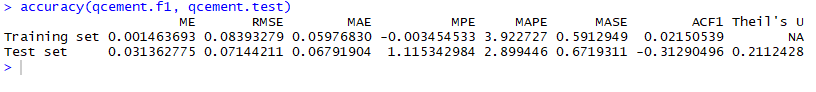 > accuracy(qcement.f1, qcement.test)
ME RMSE MAE MPE MAPE MASE ACF1 Theil's U
Training set 0.001463693 0.08393279 0.05976830 -0.003454533 3.922727 0.5912949 0.02150539 NA
Test set 0.031362775 0.07144211 0.06791904 1.115342984 2.899446 0.6719311 -0.31290496 0.2112428
>